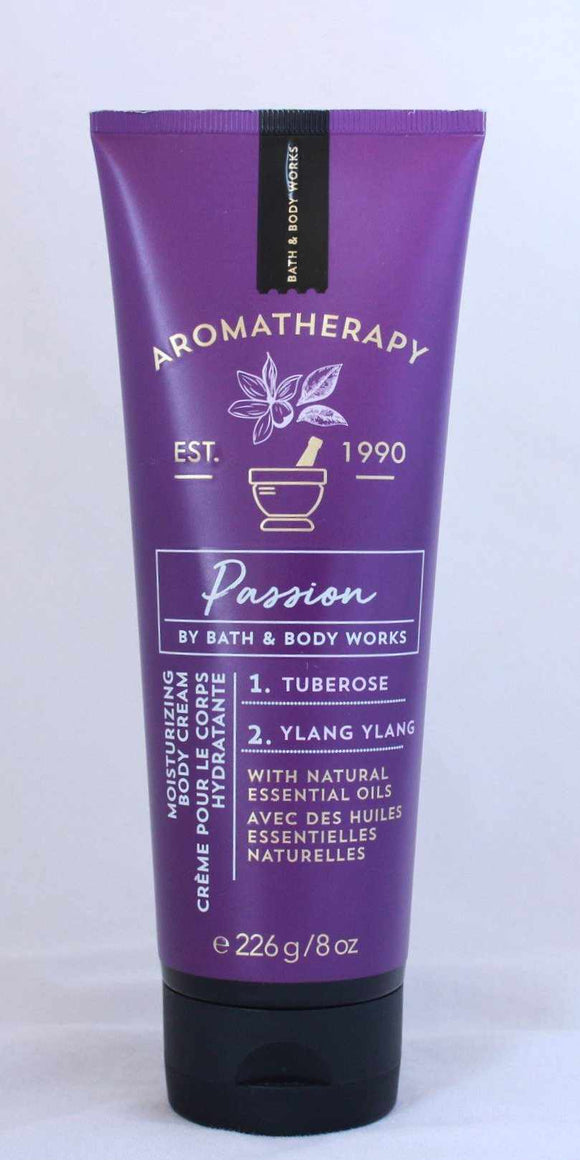 BATH & BODY WORKS
AROMATHERAPY
EST. 1990
Passion
BY BATH & BODY WORKS
MOISTURIZING
BODY CREAM
CRÈME POUR LE CORPS
HYDRATANTE
1. TUBEROSE
2. YLANG YLANG
WITH NATURAL
ESSENTIAL OILS
AVEC DES HUILES
ESSENTIELLES
NATURELLES
℮ 226 g/8 oz